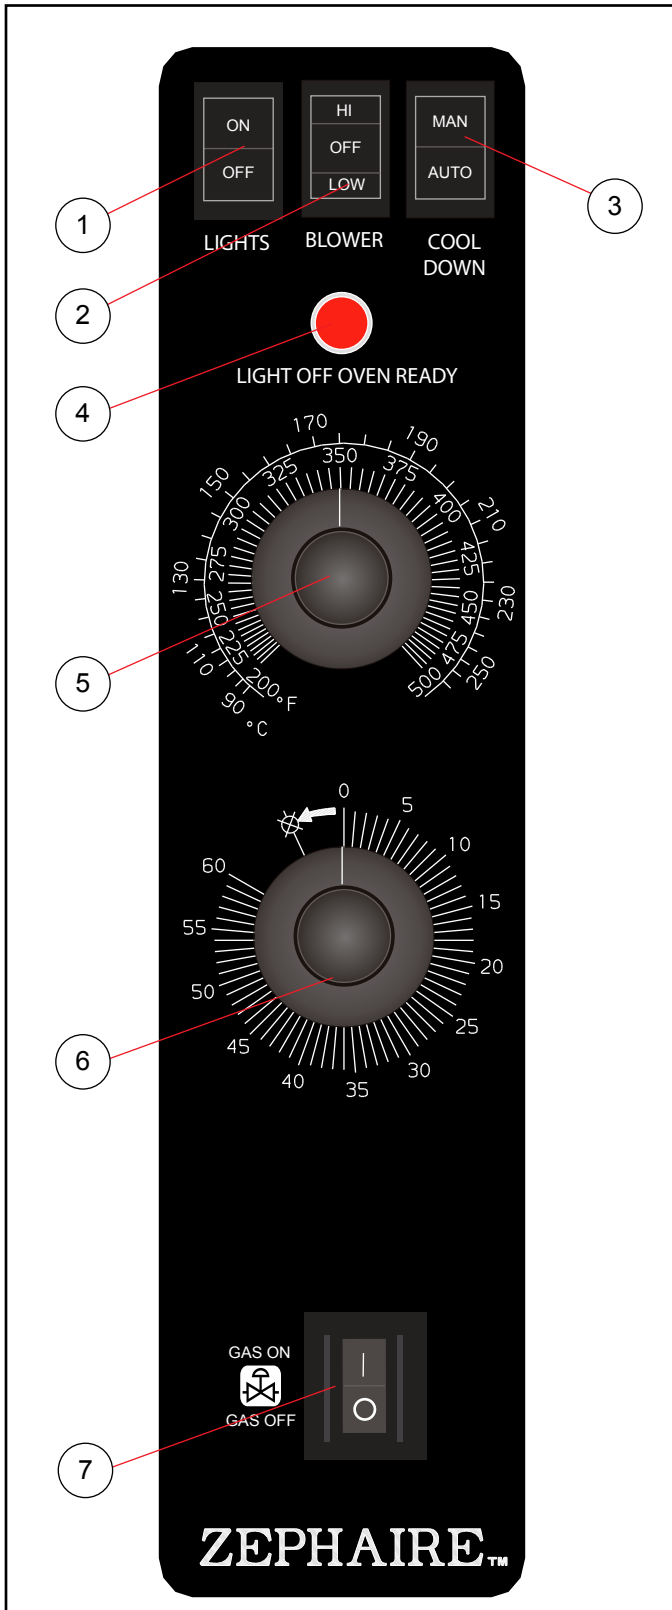 ON
OFF
LIGHTS
HI
OFF
LOW
BLOWER
MAN
AUTO
COOL
DOWN
1
2
3
4
LIGHT OFF OVEN READY
200°F
225
250
275
300
325
350
375
400
425
450
475
500
90
°C
110
130
150
170
190
210
230
250
5
0
5
10
15
20
25
30
35
40
45
50
55
60
6
GAS ON
GAS OFF
I
O
7
ZEPHAIRE™